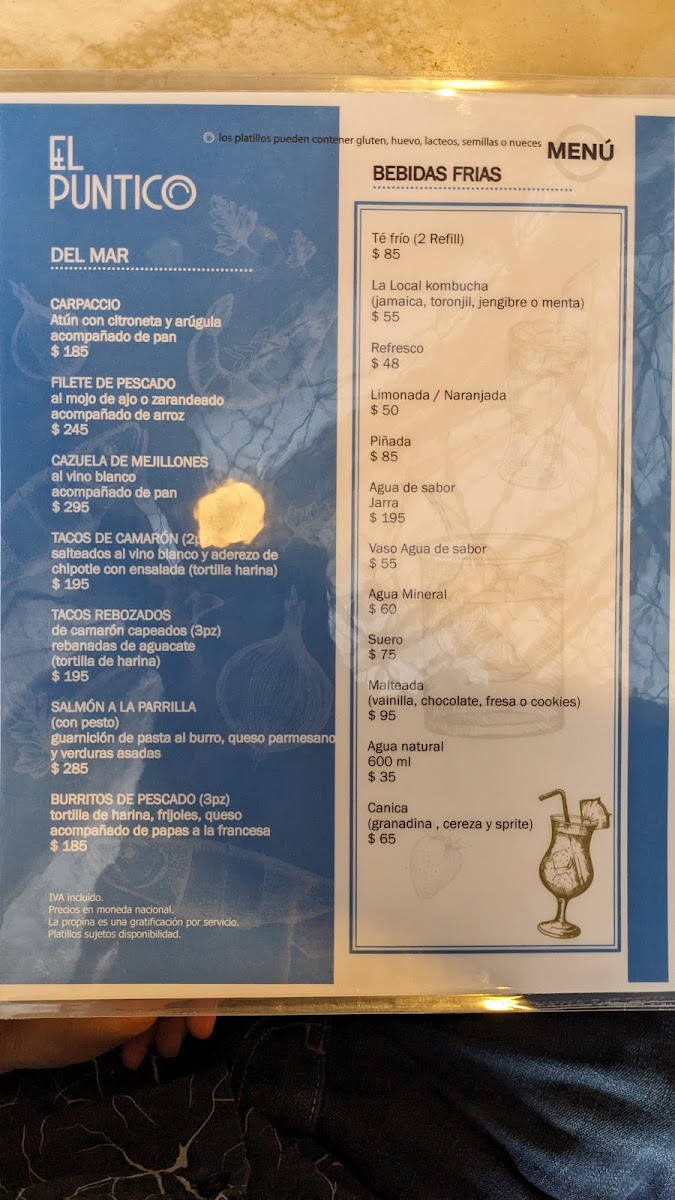 EL
PUNTICO
los platillos pueden contener gluten, huevo, lacteos, semillas o nueces
MENÚ
DEL MAR
CARPACCIO
Atún con citroneta y arúgula
acompañado de pan
$ 185
FILETE DE PESCADO
al mojo de ajo o zarandeado
acompañado de arroz
$ 245
CAZUELA DE MEJILLONES
al vino blanco
acompañado de pan
$ 295
TACOS DE CAMARÓN
salteados al vino blanco y aderezo de
chipotle con ensalada (tortilla harina)
$ 195
TACOS REBOZADOS
de camarón capeados (3pz)
rebanadas de aguacate
(tortilla de harina)
$ 195
SALMÓN A LA PARRILLA
(con pesto)
guarnición de pasta al burro, queso parmesano
y verduras asadas
$ 285
BURRITOS DE PESCADO (3pz)
tortilla de harina, frijoles, queso
acompañado de papas a la francesa
$ 185
IVA incluido.
Precios en moneda nacional.
La propina es una gratificación por servicio.
Platillos sujetos disponibilidad.
BEBIDAS FRIAS
Té frío (2 Refill)
$ 85
La Local kombucha
(jamaica, toronjil, jengibre o menta)
$ 55
Refresco
$ 48
Limonada / Naranjada
$ 50
Piñada
$ 85
Agua de sabor
Jarra
$ 195
Vaso Agua de sabor
$ 55
Agua Mineral
$ 60
Suero
$ 75
Malteada
(vainilla, chocolate, fresa o cookies)
$ 95
Agua natural
600 ml
$ 35
Canica
(granadina , cereza y sprite)
$ 65